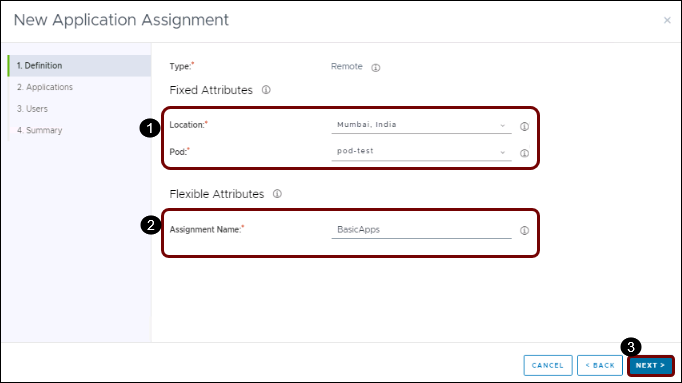 New Application Assignment
×
1. Definition
2. Applications
3. Users
4. Summary
Type:* Remote
Fixed Attributes
1
Location:* Mumbai, India
Pod:* pod-test
Flexible Attributes
2
Assignment Name:* BasicApps
3
CANCEL < BACK NEXT >